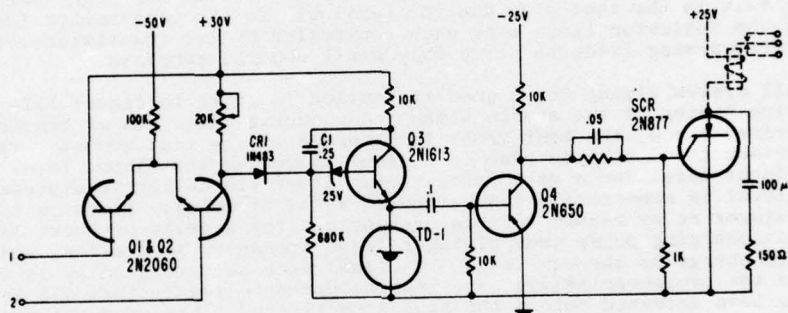 -50V
+30V
-25V
+25V
100K
20K
10K
10K
SCR
2N877
.05
CR1
1N483
C1
.25
Q3
2N1613
25V
.1
Q4
2N650
100μ
Q1 & Q2
2N2060
680K
TD-1
10K
1K
150Ω
1
2